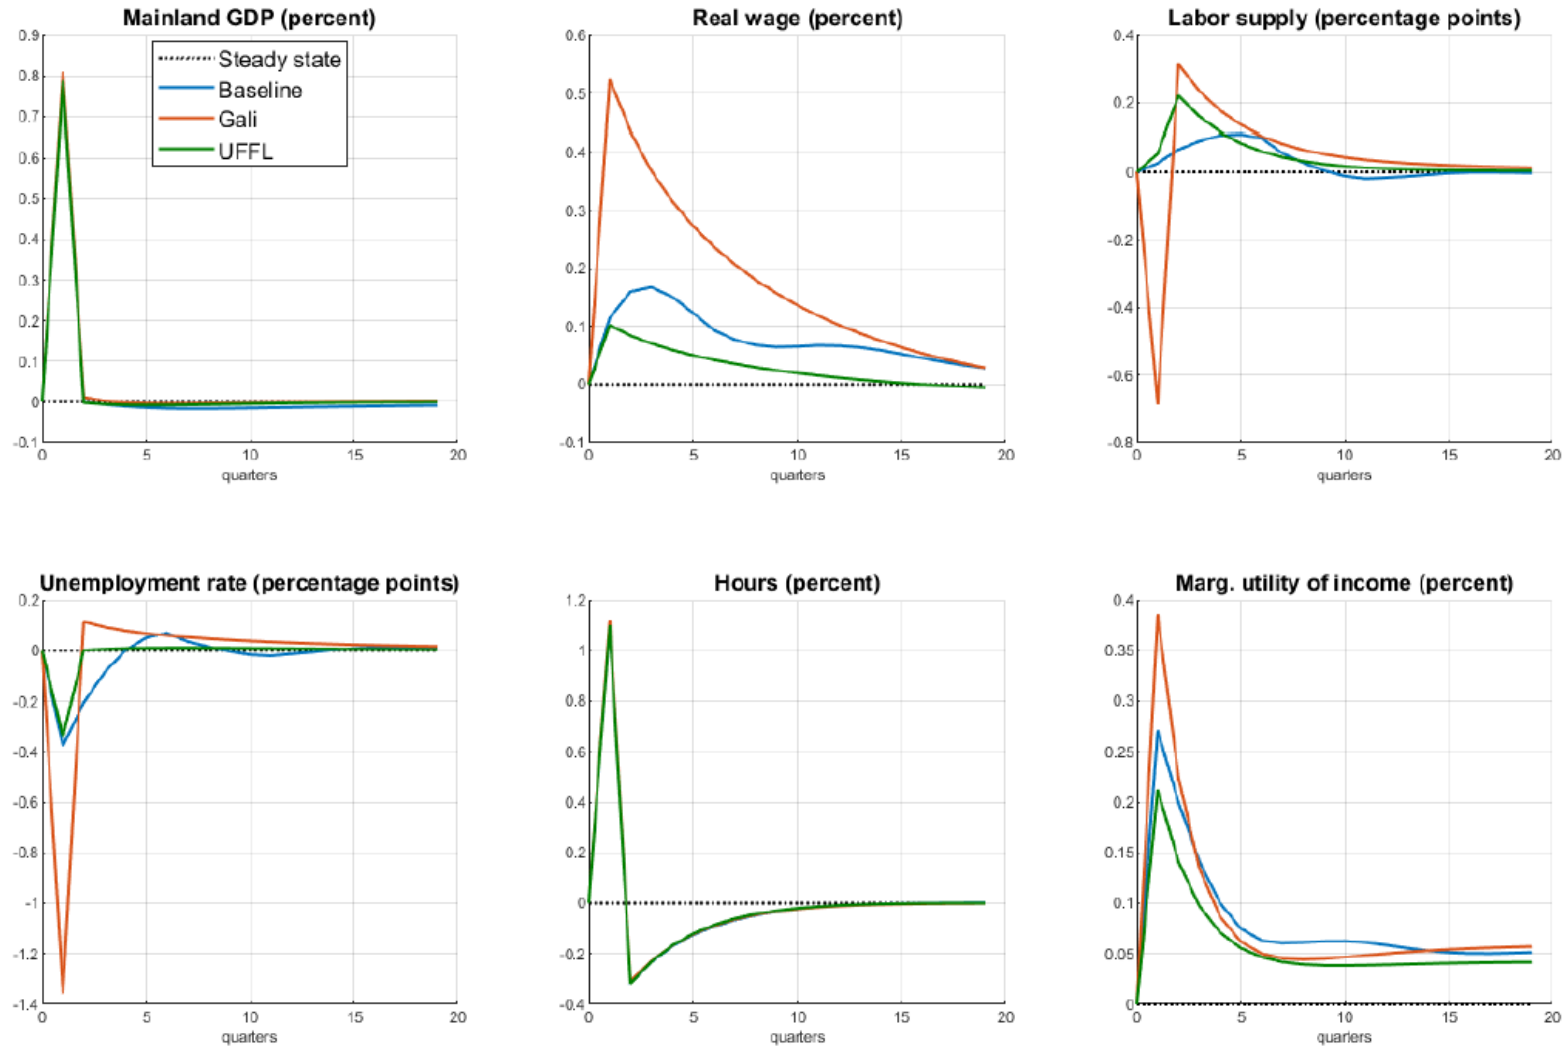 Mainland GDP (percent)
0.9
0.8
0.7
0.6
0.5
0.4
0.3
0.2
0.1
0
-0.1
0 5 10 15 20
quarters
Steady state
Baseline
Gali
UFFL
Real wage (percent)
0.6
0.5
0.4
0.3
0.2
0.1
0
-0.1
0 5 10 15 20
quarters
Labor supply (percentage points)
0.4
0.2
0
-0.2
-0.4
-0.6
-0.8
0 5 10 15 20
quarters
Unemployment rate (percentage points)
0.2
0
-0.2
-0.4
-0.6
-0.8
-1
-1.2
-1.4
0 5 10 15 20
quarters
Hours (percent)
1.2
1
0.8
0.6
0.4
0.2
0
-0.2
-0.4
0 5 10 15 20
quarters
Marg. utility of income (percent)
0.4
0.35
0.3
0.25
0.2
0.15
0.1
0.05
0
0 5 10 15 20
quarters